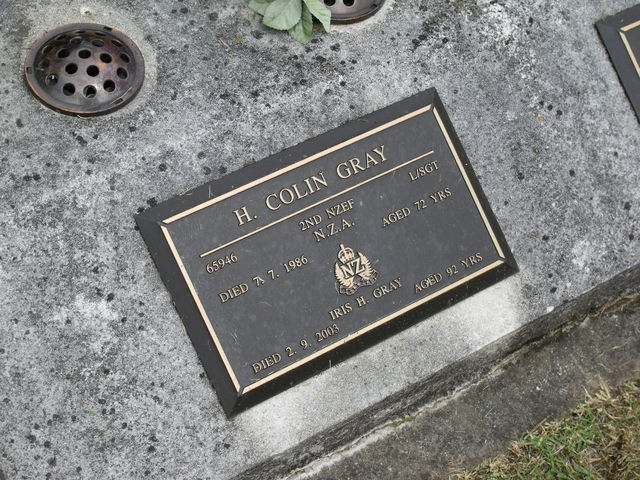 H. COLIN GRAY
65946 2ND NZEF L/SGT
N.Z.A.
DIED 7. 7. 1986 AGED 72 YRS
NZ
IRIS H. GRAY
DIED 2. 9. 2003 AGED 92 YRS